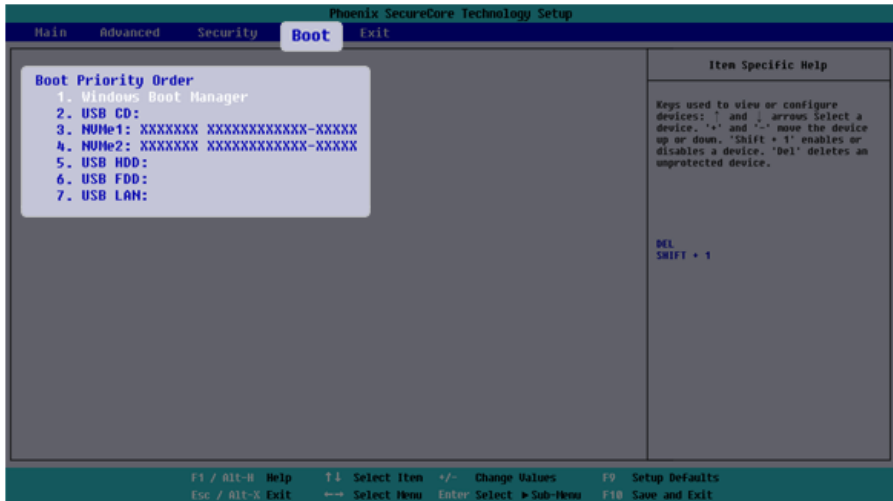 Phoenix SecureCore Technology Setup
Main Advanced Security Boot Exit
Boot Priority Order
1. Windows Boot Manager
2. USB CD:
3. NVMe1: XXXXXXX XXXXXXXXXXXX-XXXXX
4. NVMe2: XXXXXXX XXXXXXXXXXXX-XXXXX
5. USB HDD:
6. USB FDD:
7. USB LAN:
Item Specific Help
Keys used to view or configure
devices: ↑ and ↓ arrows Select a
device. '+' and '-' move the device
up or down. 'Shift + 1' enables or
disables a device. 'Del' deletes an
unprotected device.
DEL
SHIFT + 1
F1 / Alt-H Help ↑↓ Select Item +/- Change Values F9 Setup Defaults
Esc / Alt-X Exit ←→ Select Menu Enter Select ▶ Sub-Menu F10 Save and Exit